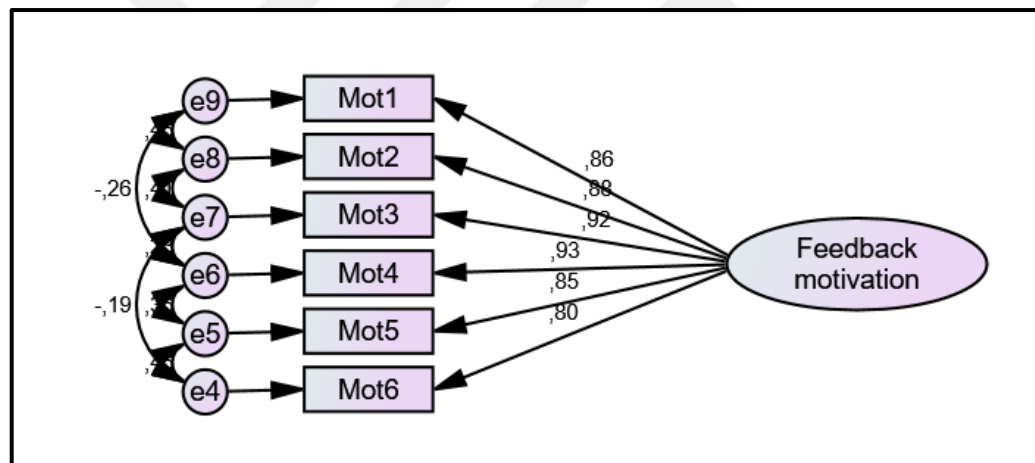 e9
Mot1
e8
Mot2
e7
Mot3
e6
Mot4
e5
Mot5
e4
Mot6
-,26
-,19
,86
,88
,92
,93
,85
,80
Feedback
motivation